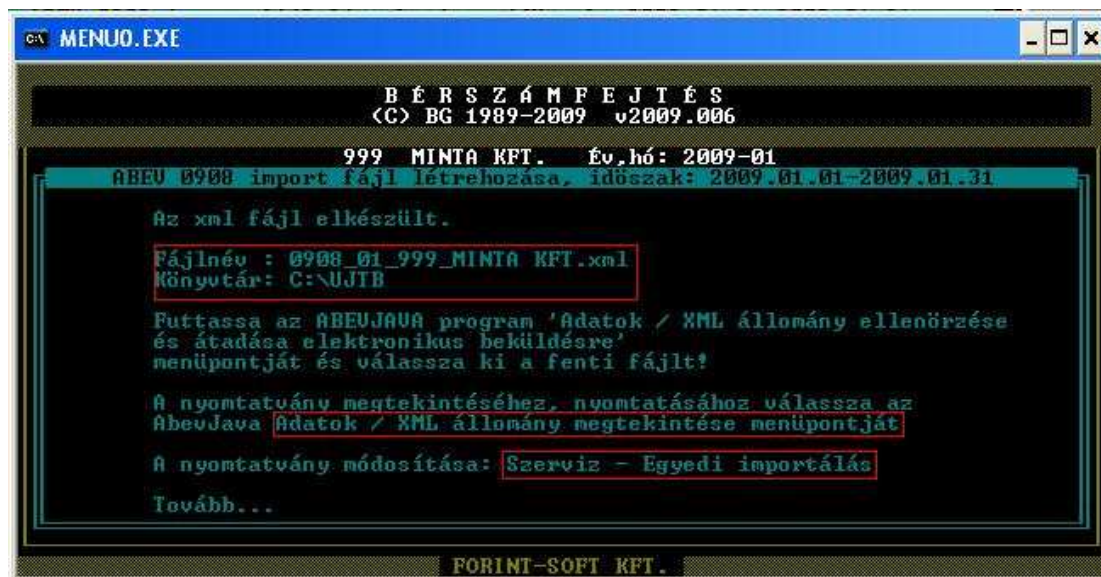 MENU0.EXE
B É R S Z Á M F E J T É S
(C) BG 1989-2009 v2009.006
999 MINTA KFT. Év,hó: 2009-01
ABEV 0908 import fájl létrehozása, idöszak: 2009.01.01-2009.01.31
Az xml fájl elkészült.
Fájlnév : 0908_01_999_MINTA KFT.xml
Könyvtár: C:\UJTB
Futtassa az ABEVJAVA program 'Adatok / XML állomány ellenörzése
és átadása elektronikus beküldésre'
menüpontját és válassza ki a fenti fájlt!
A nyomtatvány megtekintéséhez, nyomtatásához válassza az
AbevJava Adatok / XML állomány megtekintése menüpontját
A nyomtatvány módosítása: Szerviz - Egyedi importálás
Tovább...
FORINT-SOFT KFT.